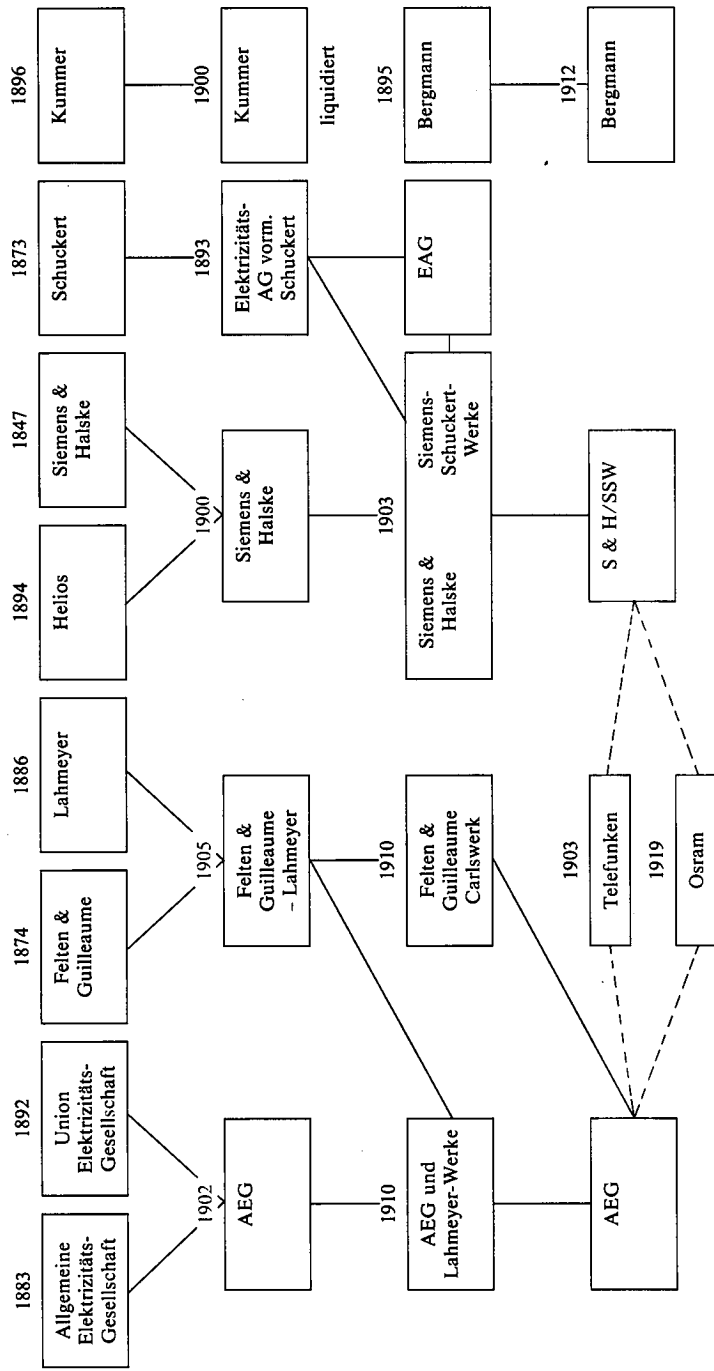 1883
Allgemeine
Elektrizitäts-
Gesellschaft
1892
Union
Elektrizitäts-
Gesellschaft
1874
Felten &
Guilleaume
1886
Lahmeyer
1894
Helios
1847
Siemens &
Halske
1873
Schuckert
1896
Kummer
1902
AEG
1905
Felten &
Guilleaume
– Lahmeyer
1900
Siemens &
Halske
1893
Elektrizitäts-
AG vorm.
Schuckert
1900
Kummer
liquidiert
1910
AEG und
Lahmeyer-Werke
1910
Felten &
Guilleaume
Carlswerk
1903
Siemens &
Halske
Siemens-
Schuckert-
Werke
EAG
1895
Bergmann
AEG
1903
Telefunken
1919
Osram
S & H/SSW
1912
Bergmann